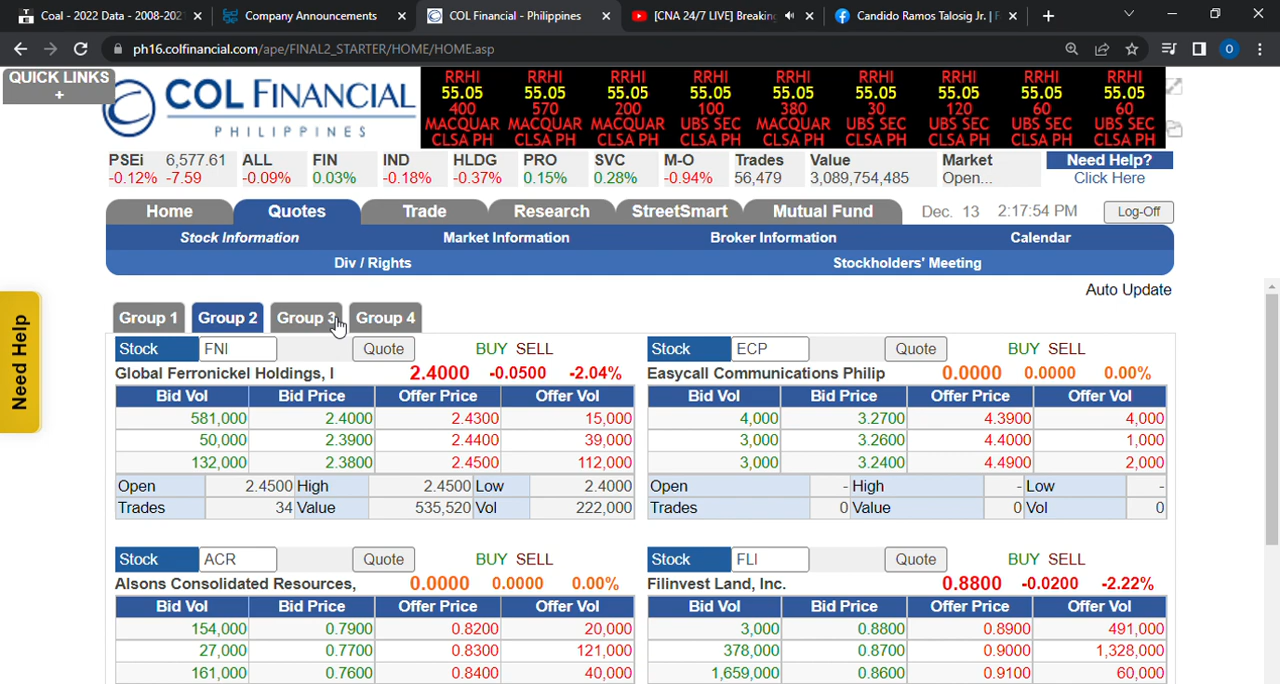 Coal - 2022 Data - 2008-202
Company Announcements
COL Financial - Philippines
[CNA 24/7 LIVE] Breaking
Candido Ramos Talosig Jr. | F
ph16.colfinancial.com/ape/FINAL2_STARTER/HOME/HOME.asp
O
QUICK LINKS
+
COL FINANCIAL
PHILIPPINES
RRHI RRHI RRHI RRHI RRHI RRHI RRHI RRHI RRHI
55.05 55.05 55.05 55.05 55.05 55.05 55.05 55.05 55.05
400 570 200 100 380 30 120 60 60
MACQUAR MACQUAR MACQUAR UBS SEC MACQUAR UBS SEC UBS SEC UBS SEC UBS SEC
CLSA PH CLSA PH CLSA PH CLSA PH CLSA PH CLSA PH CLSA PH CLSA PH CLSA PH
PSEi 6,577.61 ALL FIN IND HLDG PRO SVC M-O Trades Value Market Need Help?
-0.12% -7.59 -0.09% 0.03% -0.18% -0.37% 0.15% 0.28% -0.94% 56,479 3,089,754,485 Open... Click Here
Home Quotes Trade Research StreetSmart Mutual Fund Dec. 13 2:17:54 PM Log-Off
Stock Information Market Information Broker Information Calendar
Div / Rights Stockholders' Meeting
Auto Update
Need Help
Group 1 Group 2 Group 3 Group 4
Stock FNI Quote BUY SELL
Global Ferronickel Holdings, I 2.4000 -0.0500 -2.04%
Bid Vol Bid Price Offer Price Offer Vol
581,000 2.4000 2.4300 15,000
50,000 2.3900 2.4400 39,000
132,000 2.3800 2.4500 112,000
Open 2.4500 High 2.4500 Low 2.4000
Trades 34 Value 535,520 Vol 222,000
Stock ECP Quote BUY SELL
Easycall Communications Philip 0.0000 0.0000 0.00%
Bid Vol Bid Price Offer Price Offer Vol
4,000 3.2700 4.3900 4,000
3,000 3.2600 4.4000 1,000
3,000 3.2400 4.4900 2,000
Open - High - Low -
Trades 0 Value 0 Vol 0
Stock ACR Quote BUY SELL
Alsons Consolidated Resources, 0.0000 0.0000 0.00%
Bid Vol Bid Price Offer Price Offer Vol
154,000 0.7900 0.8200 20,000
27,000 0.7700 0.8300 121,000
161,000 0.7600 0.8400 40,000
Stock FLI Quote BUY SELL
Filinvest Land, Inc. 0.8800 -0.0200 -2.22%
Bid Vol Bid Price Offer Price Offer Vol
3,000 0.8800 0.8900 491,000
378,000 0.8700 0.9000 1,328,000
1,659,000 0.8600 0.9100 60,000